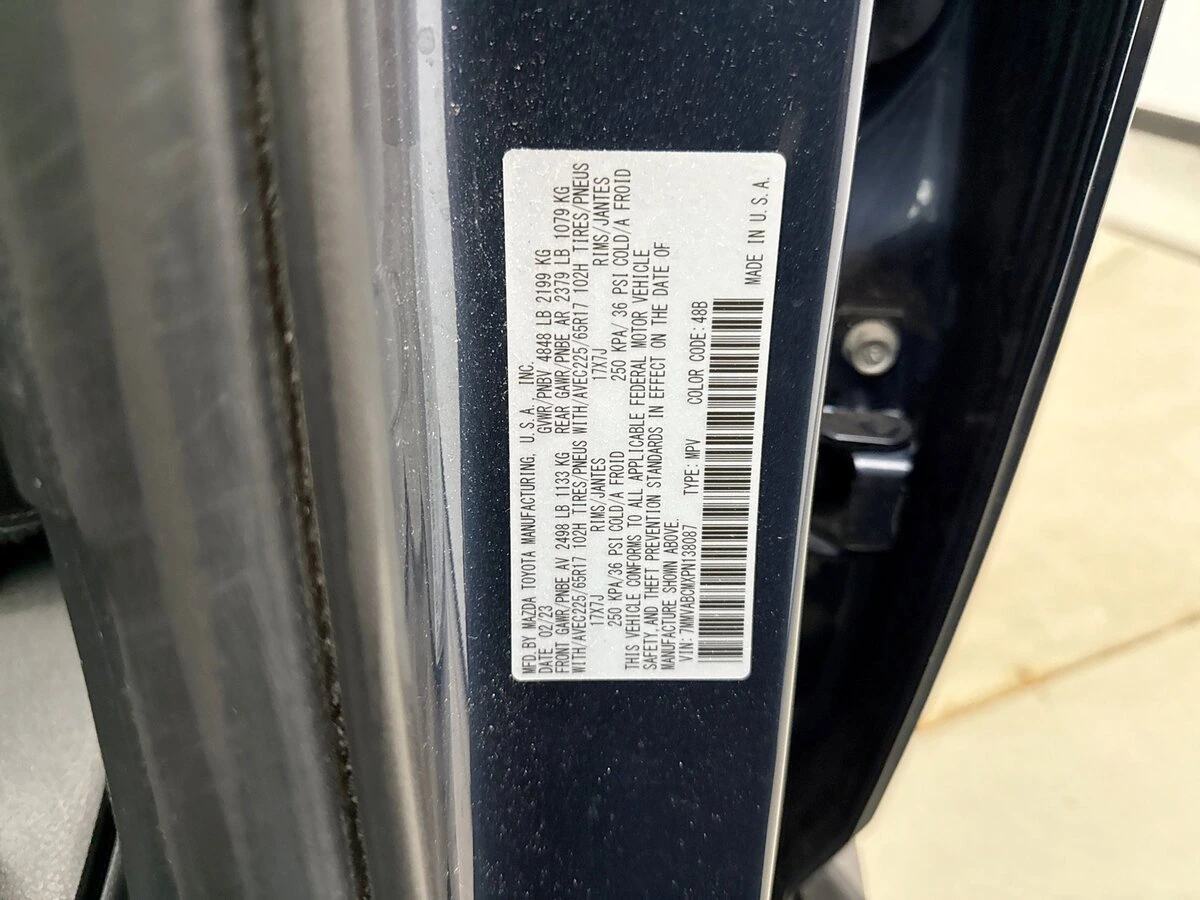 MFD.BY MAZDA TOYOTA MANUFACTURING, U.S.A., INC.
DATE 02/23 GVWR/PNBV 4848 LB 2199 KG
FRONT GAWR/PNBE AV 2498 LB 1133 KG REAR GAWR/PNBE AR 2379 LB 1079 KG
WITH/AVEC225/65R17 102H TIRES/PNEUS WITH/AVEC225/65R17 102H TIRES/PNEUS
17X7J RIMS/JANTES 17X7J RIMS/JANTES
250 KPA/36 PSI COLD/A FROID 250 KPA/ 36 PSI COLD/A FROID
THIS VEHICLE CONFORMS TO ALL APPLICABLE FEDERAL MOTOR VEHICLE
SAFETY AND THEFT PREVENTION STANDARDS IN EFFECT ON THE DATE OF
MANUFACTURE SHOWN ABOVE.
VIN:7MMVABCMXPN138087 TYPE: MPV COLOR CODE:48B
MADE IN U.S.A.